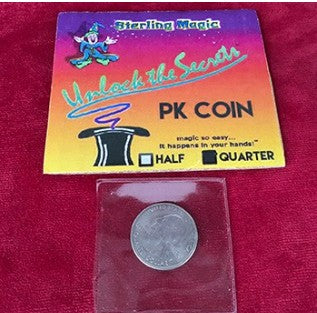 Sterling Magic
Unlock the Secrets
PK COIN
magic so easy...
it happens in your hands!"
HALF QUARTER